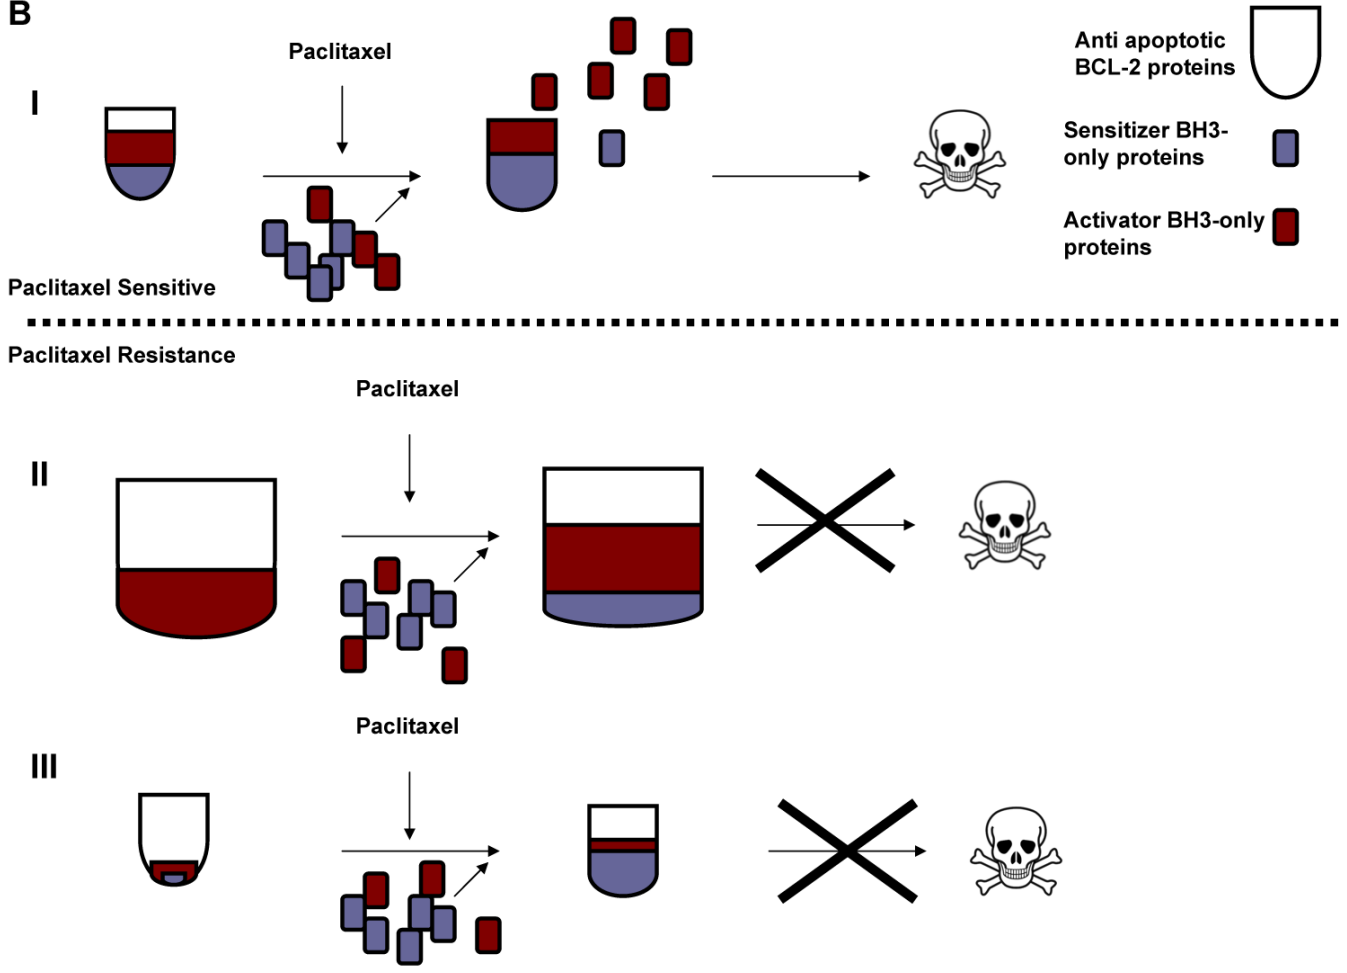 B
Paclitaxel
Anti apoptotic
BCL-2 proteins
I
Sensitizer BH3-
only proteins
Activator BH3-only
proteins
Paclitaxel Sensitive
Paclitaxel Resistance
Paclitaxel
II
Paclitaxel
III